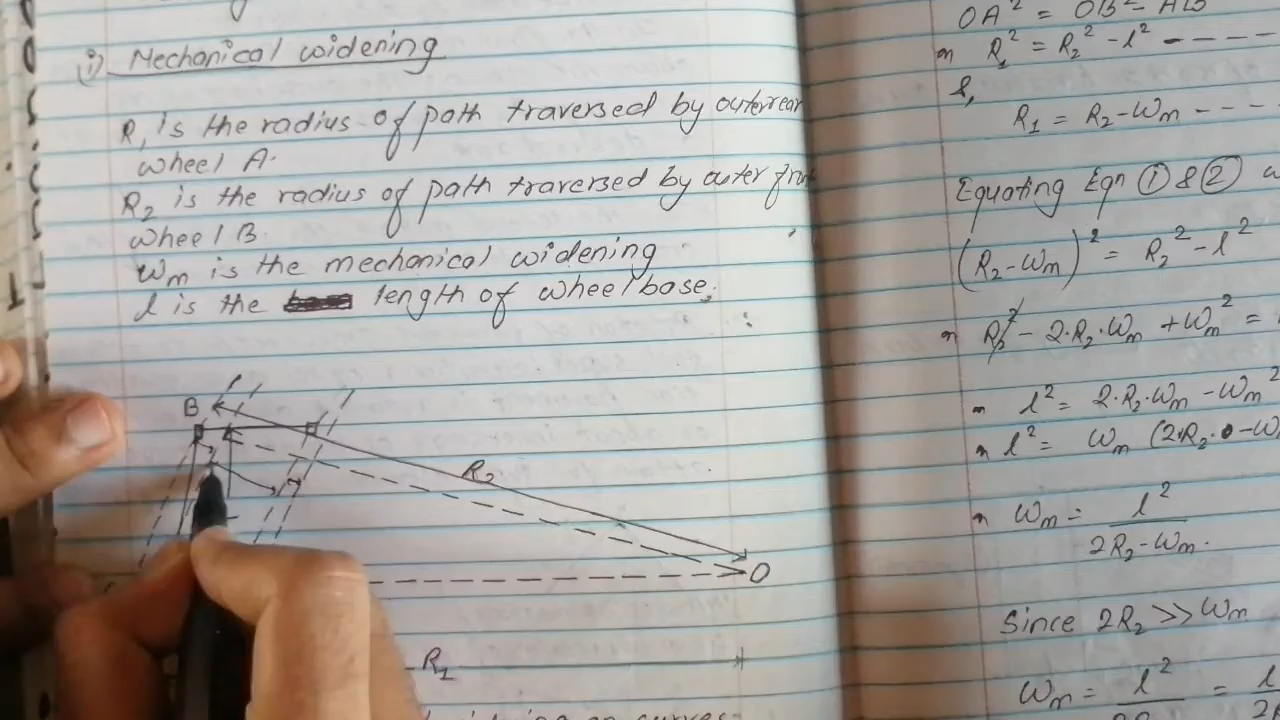 i) Mechanical widening
R₁ is the radius of path traversed by outer rear
wheel A.
R₂ is the radius of path traversed by outer
wheel B.
Wm is the mechanical widening
l is the length of wheel base.
B
R₂
O
R₁
OA² = OB² - AB²
R₁² = R₂² - l² ----
&,
R₁ = R₂ - Wm ---
Equating Eqn ① & ②
(R₂ - Wm)² = R₂² - l²
R₂² - 2·R₂·Wm + Wm² =
l² = 2·R₂·Wm - Wm²
l² = Wm (2·R₂ -
Wm = l² / 2R₂ - Wm.
Since 2R₂ >> Wm
Wm = l² =